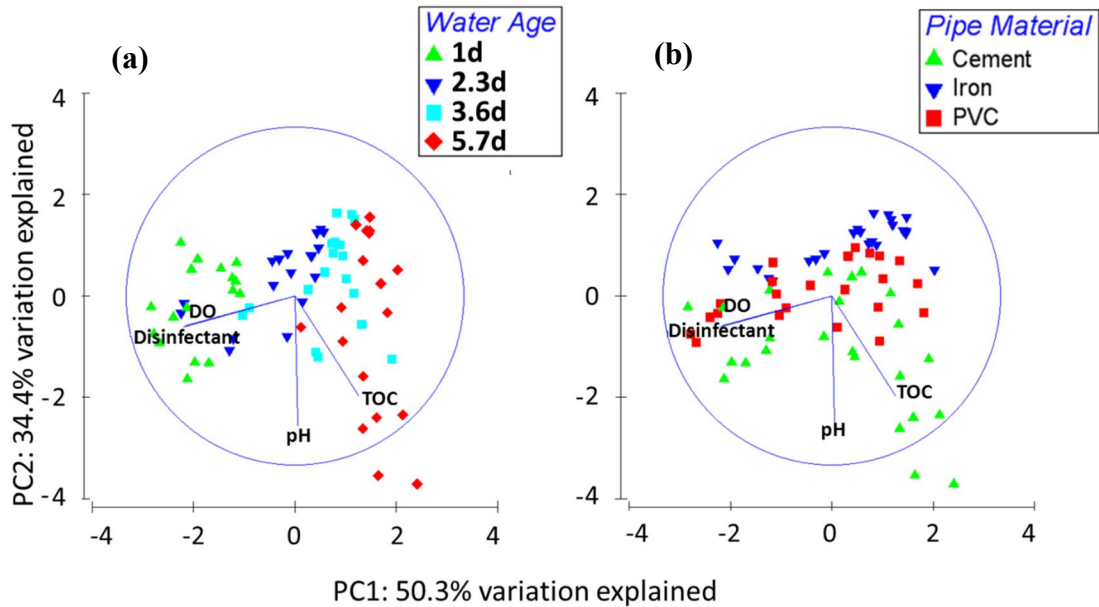 (a)
Water Age
1d
2.3d
3.6d
5.7d
(b)
Pipe Material
Cement
Iron
PVC
PC2: 34.4% variation explained
4
2
0
-2
-4
DO
Disinfectant
pH
TOC
-4
-2
0
2
4
4
2
0
-2
-4
DO
Disinfectant
pH
TOC
-4
-2
0
2
4
PC1: 50.3% variation explained